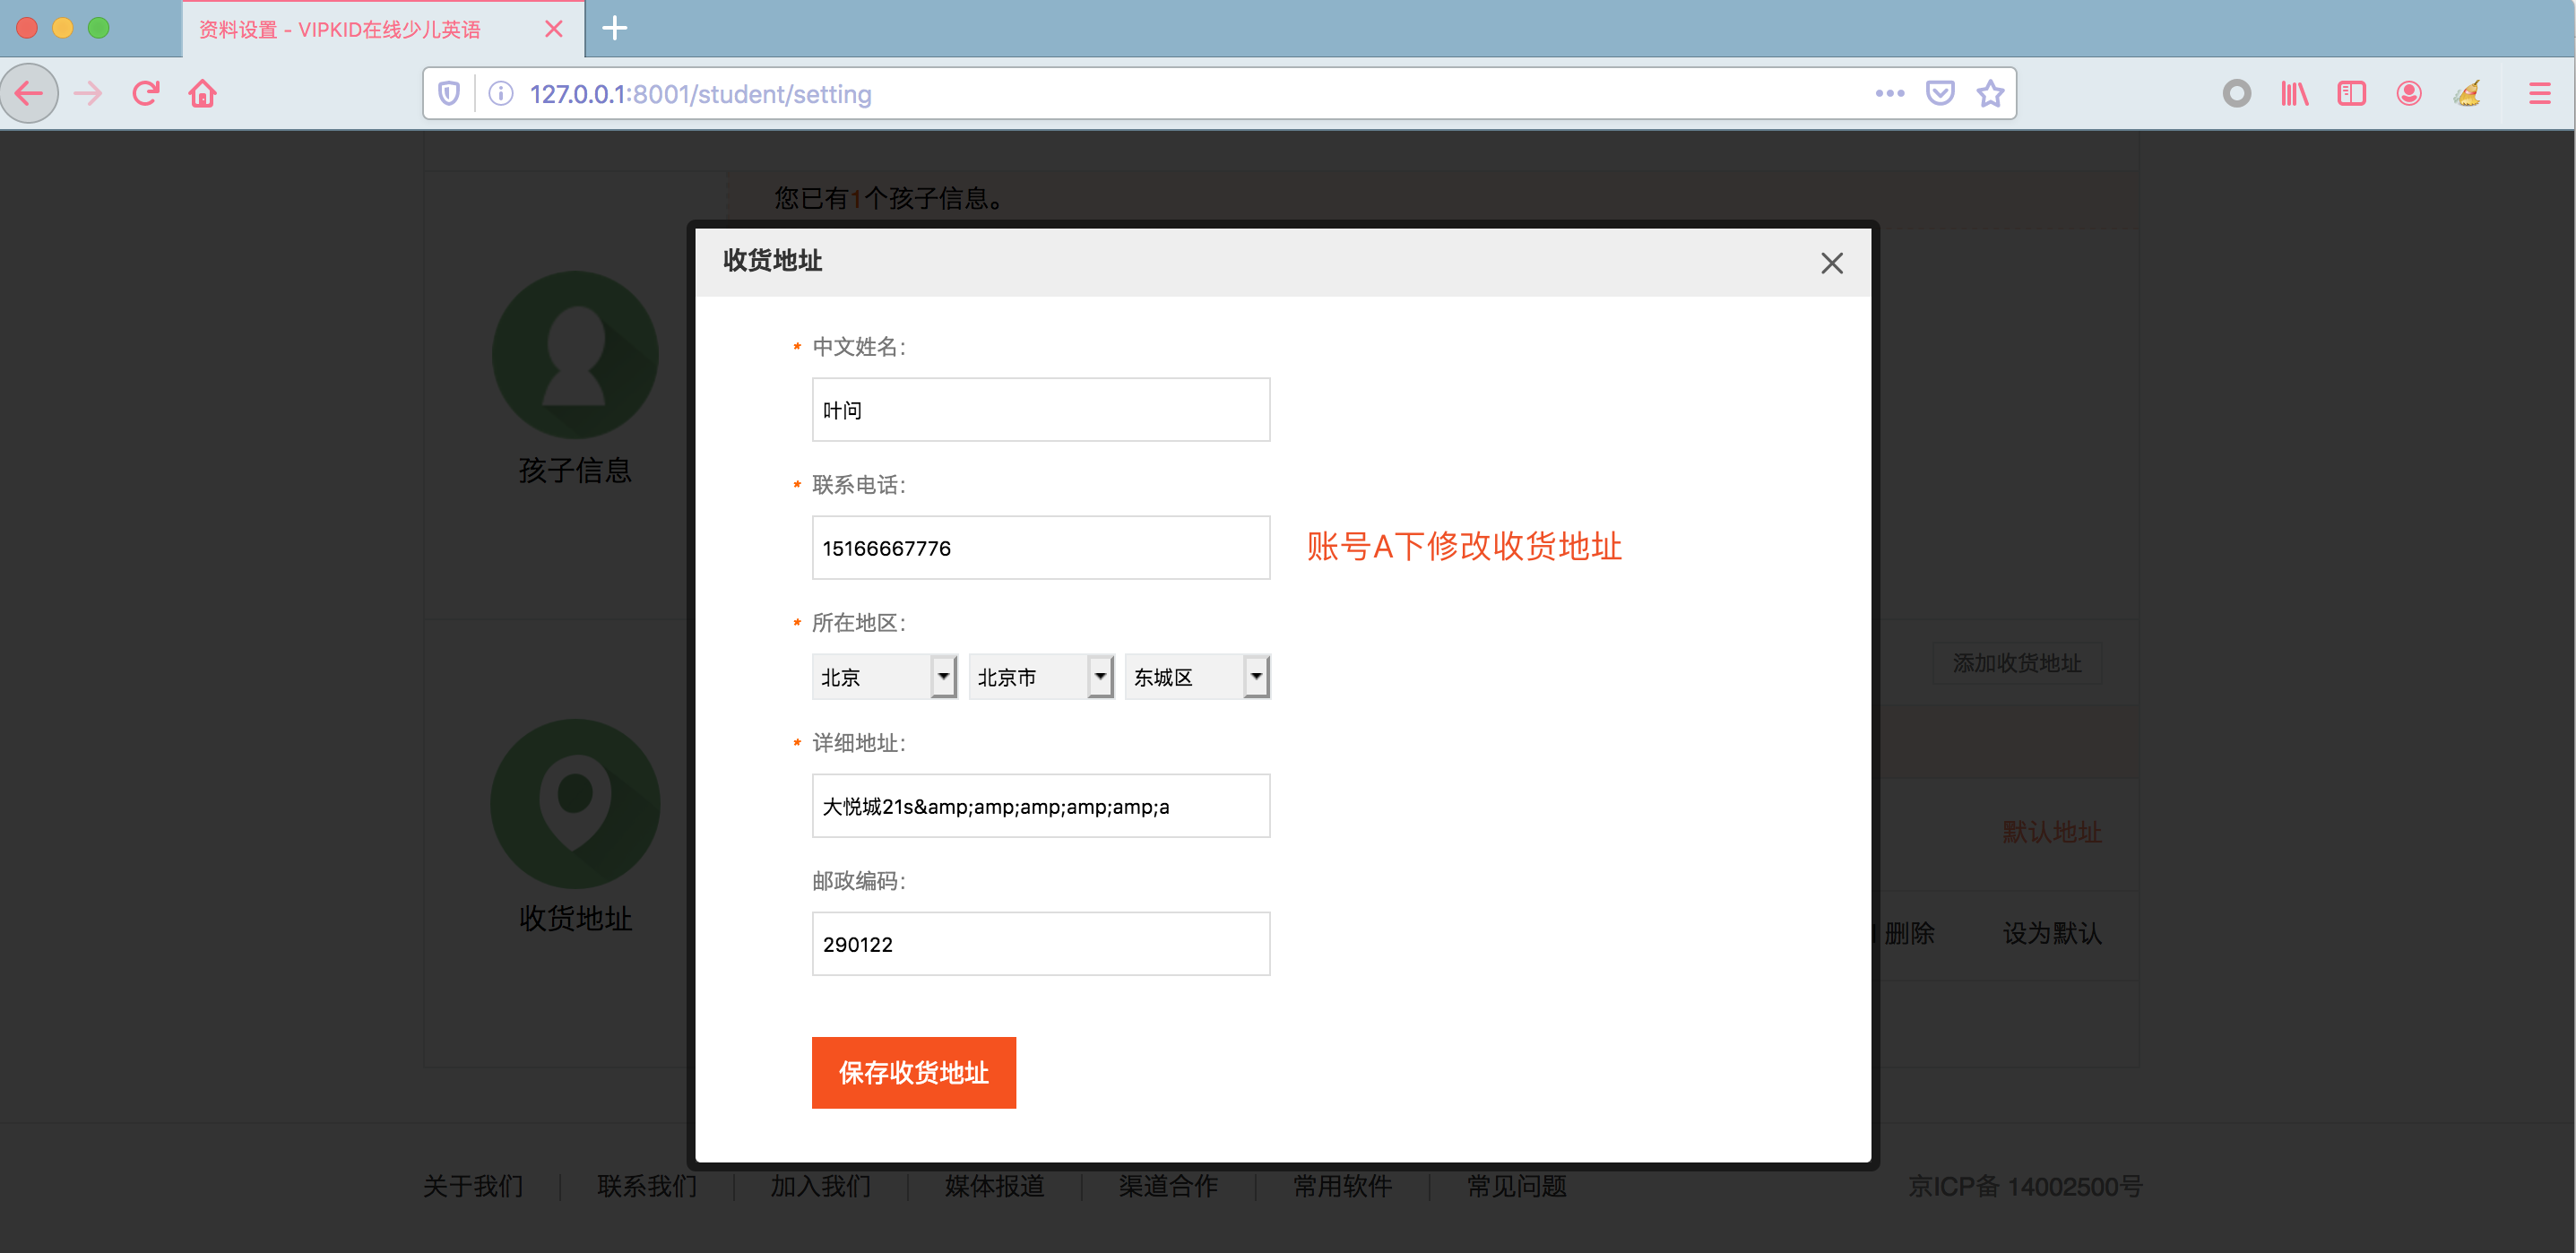 资料设置 - VIPKID在线少儿英语
127.0.0.1:8001/student/setting
您已有1个孩子信息。
收货地址
* 中文姓名：
叶问
孩子信息
* 联系电话：
15166667776
账号A下修改收货地址
* 所在地区：
北京 北京市 东城区
添加收货地址
* 详细地址：
大悦城21s&amp;amp;amp;amp;amp;a
默认地址
邮政编码：
收货地址
290122
删除 设为默认
保存收货地址
关于我们 | 联系我们 | 加入我们 | 媒体报道 | 渠道合作 | 常用软件 | 常见问题
京ICP备 14002500号